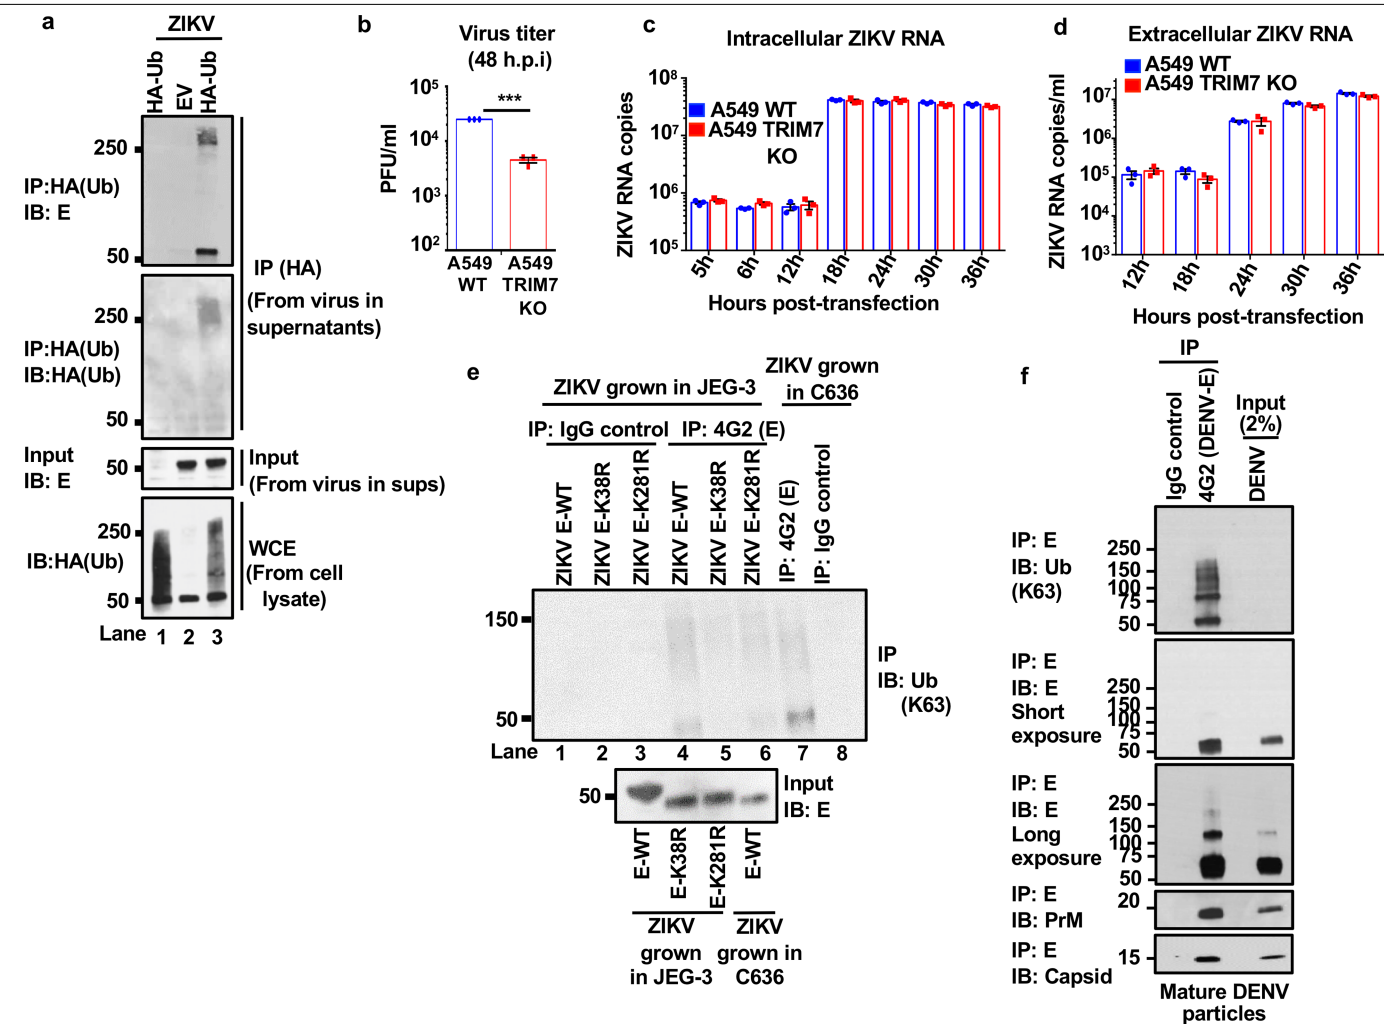 a
ZIKV
HA-Ub
EV
HA-Ub
250
IP:HA(Ub)
IB: E
50
250
IP:HA(Ub)
IB:HA(Ub)
50
IP (HA)
(From virus in
supernatants)
Input
IB: E
50
Input
(From virus in sups)
250
IB:HA(Ub)
50
WCE
(From cell
lysate)
Lane 1 2 3
b
Virus titer
(48 h.p.i)
***
PFU/ml
10⁵
10⁴
10³
10²
A549
WT
A549
TRIM7
KO
c
Intracellular ZIKV RNA
A549 WT
A549 TRIM7
KO
ZIKV RNA copies
10⁸
10⁷
10⁶
10⁵
5h 6h 12h 18h 24h 30h 36h
Hours post-transfection
d
Extracellular ZIKV RNA
A549 WT
A549 TRIM7 KO
ZIKV RNA copies/ml
10⁷
10⁶
10⁵
10⁴
10³
12h 18h 24h 30h 36h
Hours post-transfection
e
ZIKV grown in JEG-3
ZIKV grown
in C636
IP: IgG control
IP: 4G2 (E)
ZIKV E-WT
ZIKV E-K38R
ZIKV E-K281R
ZIKV E-WT
ZIKV E-K38R
ZIKV E-K281R
IP: 4G2 (E)
IP: IgG control
150
50
IP
IB: Ub
(K63)
Lane 1 2 3 4 5 6 7 8
50
Input
IB: E
E-WT
E-K38R
E-K281R
E-WT
ZIKV
grown
in JEG-3
ZIKV
grown in
C636
f
IP
IgG control
4G2 (DENV-E)
Input
(2%)
DENV
IP: E
IB: Ub
(K63)
250
150
100
75
50
IP: E
IB: E
Short
exposure
250
150
100
75
50
IP: E
IB: E
Long
exposure
250
150
100
75
50
IP: E
IB: PrM
20
IP: E
IB: Capsid
15
Mature DENV
particles